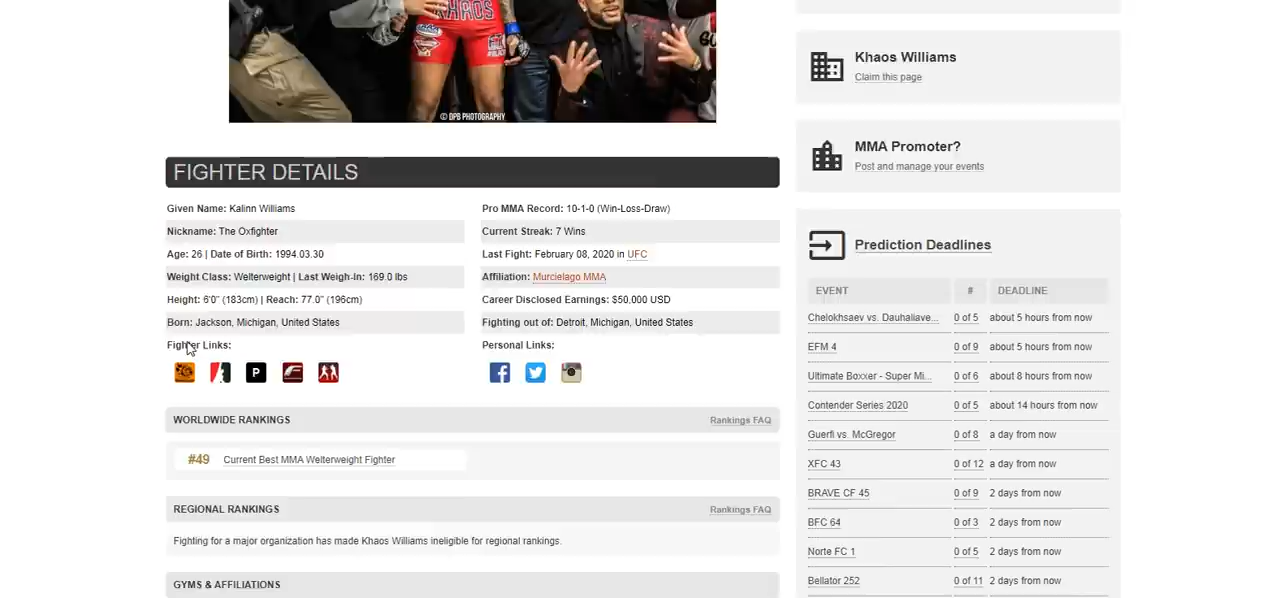 KHAOS
© DPB PHOTOGRAPHY
Khaos Williams
Claim this page
MMA Promoter?
Post and manage your events
FIGHTER DETAILS
Given Name: Kalinn Williams
Pro MMA Record: 10-1-0 (Win-Loss-Draw)
Nickname: The Oxfighter
Current Streak: 7 Wins
Age: 26 | Date of Birth: 1994.03.30
Last Fight: February 08, 2020 in UFC
Weight Class: Welterweight | Last Weigh-In: 169.0 lbs
Affiliation: Murcielago MMA
Height: 6'0" (183cm) | Reach: 77.0" (196cm)
Career Disclosed Earnings: $50,000 USD
Born: Jackson, Michigan, United States
Fighting out of: Detroit, Michigan, United States
Fighter Links:
Personal Links:
P
WORLDWIDE RANKINGS
Rankings FAQ
#49 Current Best MMA Welterweight Fighter
REGIONAL RANKINGS
Rankings FAQ
Fighting for a major organization has made Khaos Williams ineligible for regional rankings.
GYMS & AFFILIATIONS
Prediction Deadlines
EVENT # DEADLINE
Chelokhsaev vs. Dauhaliave... 0 of 5 about 5 hours from now
EFM 4 0 of 9 about 5 hours from now
Ultimate Boxxer - Super Mi... 0 of 6 about 8 hours from now
Contender Series 2020 0 of 5 about 14 hours from now
Guerfi vs. McGregor 0 of 8 a day from now
XFC 43 0 of 12 a day from now
BRAVE CF 45 0 of 9 2 days from now
BFC 64 0 of 3 2 days from now
Norte FC 1 0 of 5 2 days from now
Bellator 252 0 of 11 2 days from now